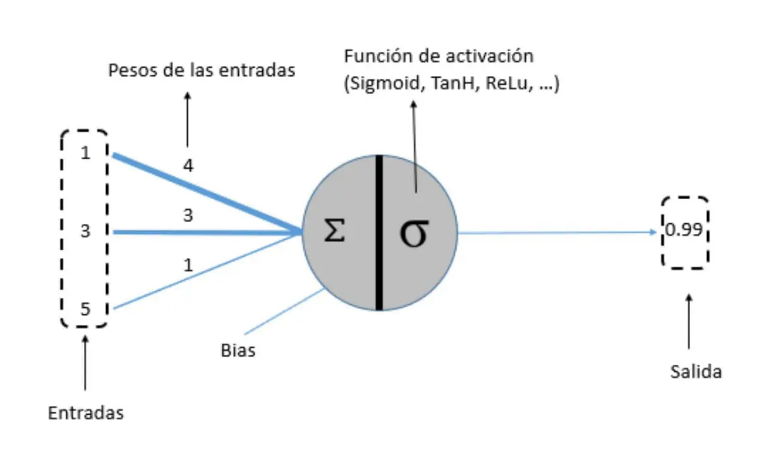 Función de activación
(Sigmoid, TanH, ReLu, ...)
Pesos de las entradas
1
4
3
3
1
5
Σ
σ
0.99
Bias
Salida
Entradas